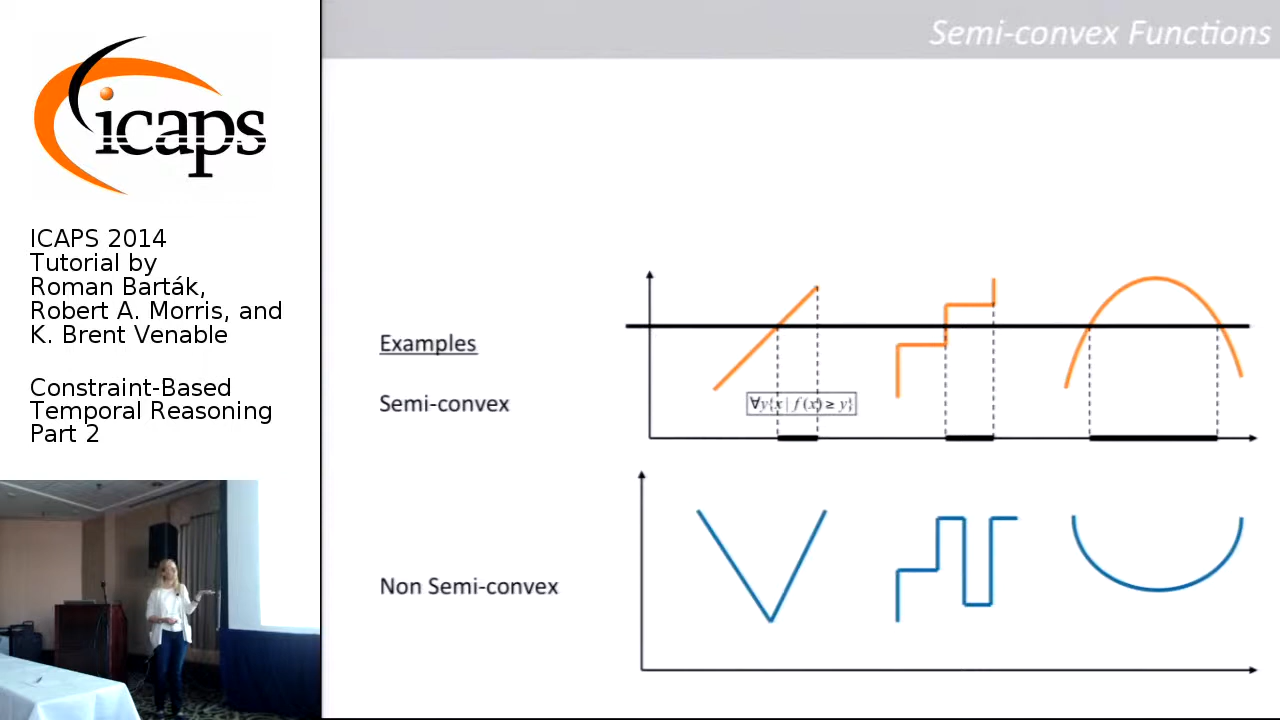 Semi-convex Functions
icaps
ICAPS 2014
Tutorial by
Roman Barták,
Robert A. Morris, and
K. Brent Venable
Constraint-Based
Temporal Reasoning
Part 2
Examples
Semi-convex
∀y{x | f (x) ≥ y}
Non Semi-convex